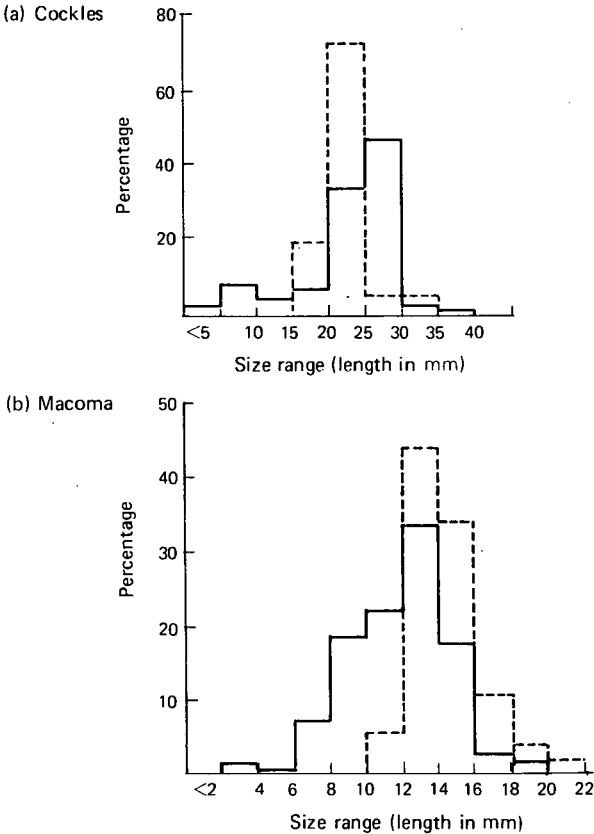 (a) Cockles
80
60
40
20
Percentage
<5 10 15 20 25 30 35 40
Size range (length in mm)
(b) Macoma
50
40
30
20
10
Percentage
<2 4 6 8 10 12 14 16 18 20 22
Size range (length in mm)